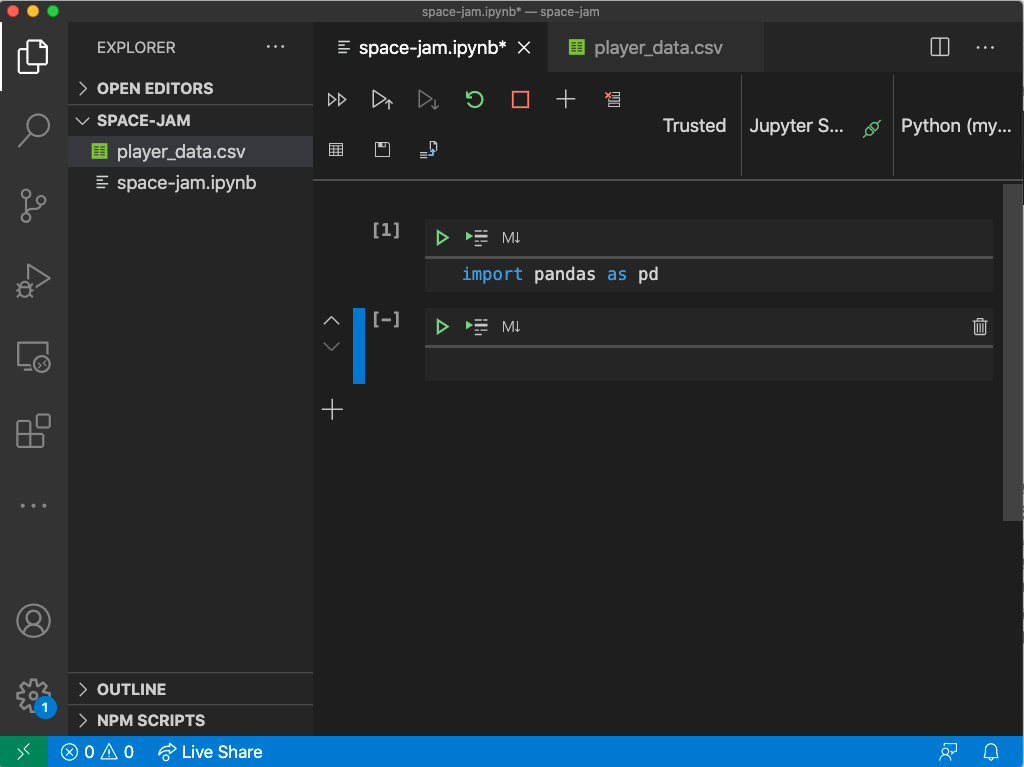 space-jam.ipynb* — space-jam
EXPLORER
OPEN EDITORS
SPACE-JAM
player_data.csv
space-jam.ipynb
OUTLINE
NPM SCRIPTS
space-jam.ipynb*
player_data.csv
Trusted
Jupyter S...
Python (my...
[1]
M↓
import pandas as pd
[-]
M↓
1
0
0
Live Share